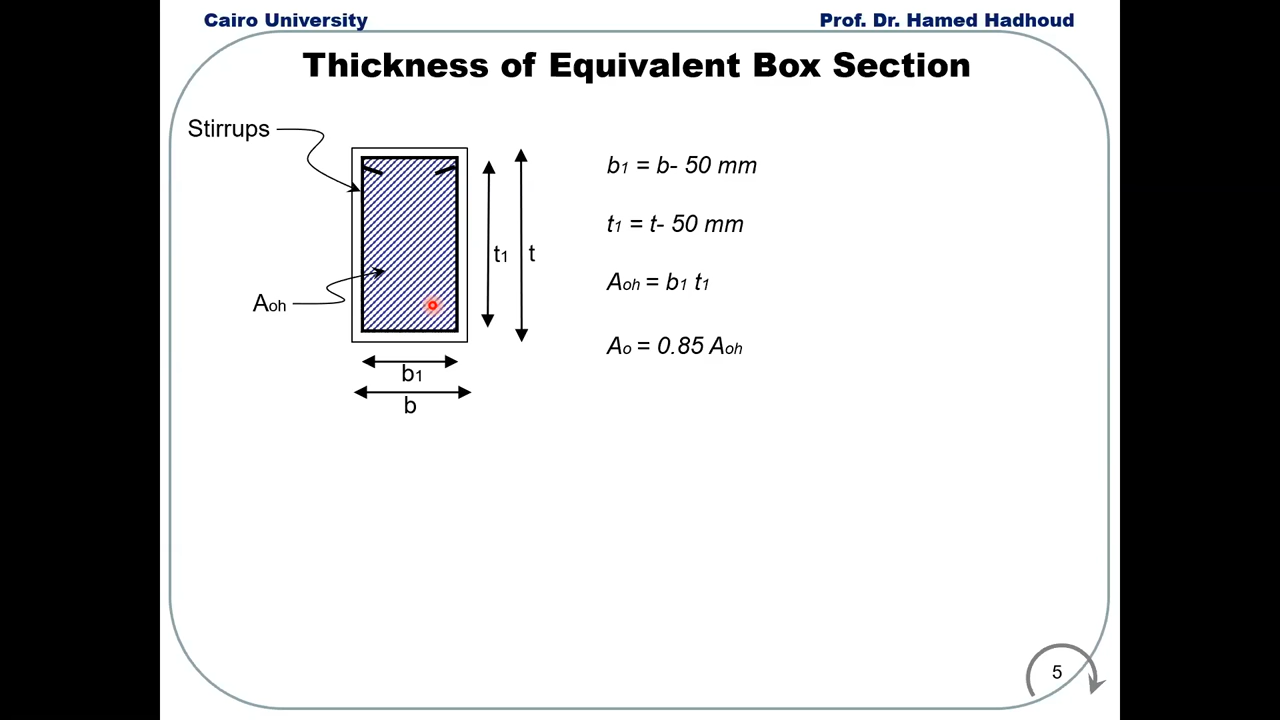 Cairo University
Prof. Dr. Hamed Hadhoud
Thickness of Equivalent Box Section
Stirrups
Aoh
t1
t
b1
b
b1 = b- 50 mm
t1 = t- 50 mm
Aoh = b1 t1
Ao = 0.85 Aoh
5